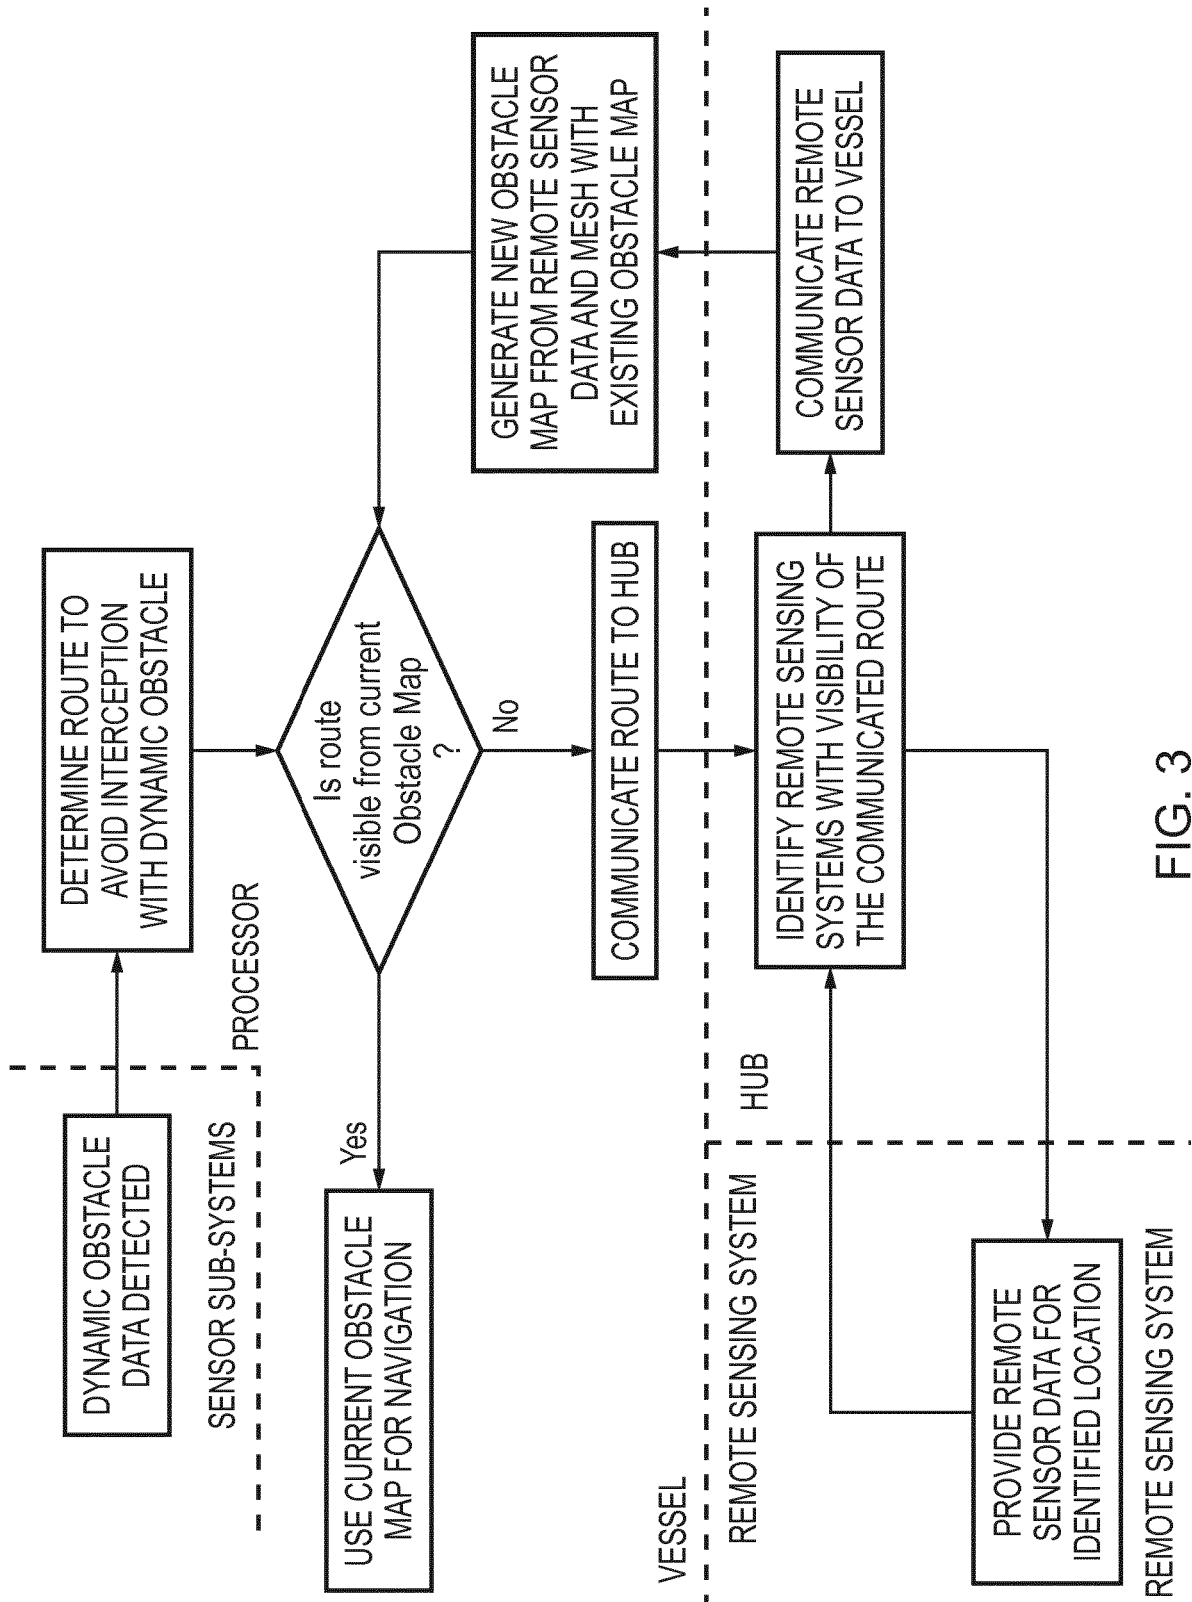 DYNAMIC OBSTACLE
DATA DETECTED
SENSOR SUB-SYSTEMS
DETERMINE ROUTE TO
AVOID INTERCEPTION
WITH DYNAMIC OBSTACLE
PROCESSOR
Is route
visible from current
Obstacle Map
?
Yes
No
USE CURRENT OBSTACLE
MAP FOR NAVIGATION
GENERATE NEW OBSTACLE
MAP FROM REMOTE SENSOR
DATA AND MESH WITH
EXISTING OBSTACLE MAP
COMMUNICATE ROUTE TO HUB
VESSEL
REMOTE SENSING SYSTEM
HUB
IDENTIFY REMOTE SENSING
SYSTEMS WITH VISIBILITY OF
THE COMMUNICATED ROUTE
COMMUNICATE REMOTE
SENSOR DATA TO VESSEL
PROVIDE REMOTE
SENSOR DATA FOR
IDENTIFIED LOCATION
REMOTE SENSING SYSTEM
FIG. 3